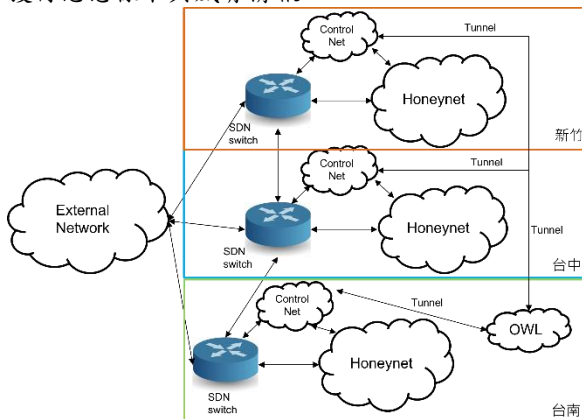 Control
Net
Tunnel
Honeynet
SDN
switch
新竹
Control
Net
Tunnel
External
Network
Honeynet
SDN
switch
Tunnel
台中
Control
Net
Tunnel
OWL
Honeynet
SDN
switch
台南